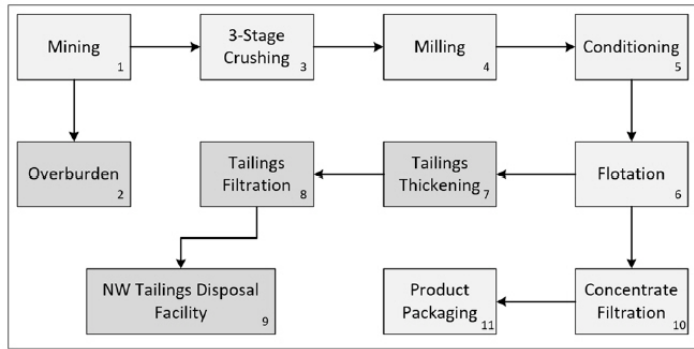 Mining
1
3-Stage
Crushing
3
Milling
4
Conditioning
5
Overburden
2
Tailings
Filtration
8
Tailings
Thickening
7
Flotation
6
NW Tailings Disposal
Facility
9
Product
Packaging
11
Concentrate
Filtration
10